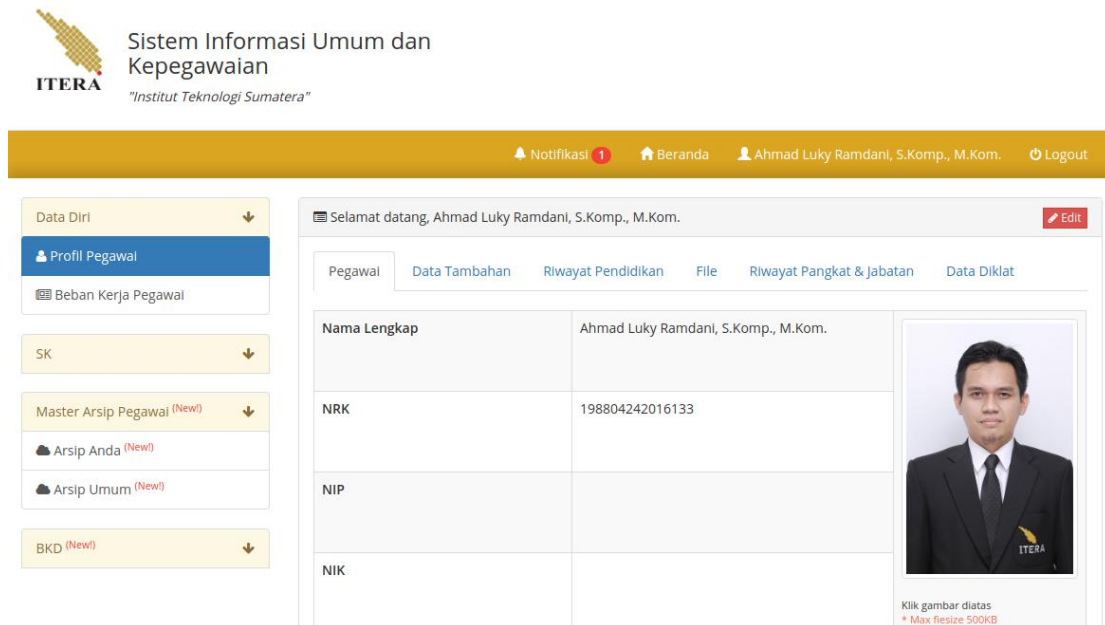 Sistem Informasi Umum dan
Kepegawaian
ITERA
"Institut Teknologi Sumatera"
Notifikasi 1 Beranda Ahmad Luky Ramdani, S.Komp., M.Kom. Logout
Data Diri
Profil Pegawai
Beban Kerja Pegawai
SK
Master Arsip Pegawai (New!)
Arsip Anda (New!)
Arsip Umum (New!)
BKD (New!)
Selamat datang, Ahmad Luky Ramdani, S.Komp., M.Kom. Edit
Pegawai Data Tambahan Riwayat Pendidikan File Riwayat Pangkat & Jabatan Data Diklat
Nama Lengkap Ahmad Luky Ramdani, S.Komp., M.Kom.
NRK 198804242016133
NIP
NIK
ITERA
Klik gambar diatas
* Max fiesize 500KB